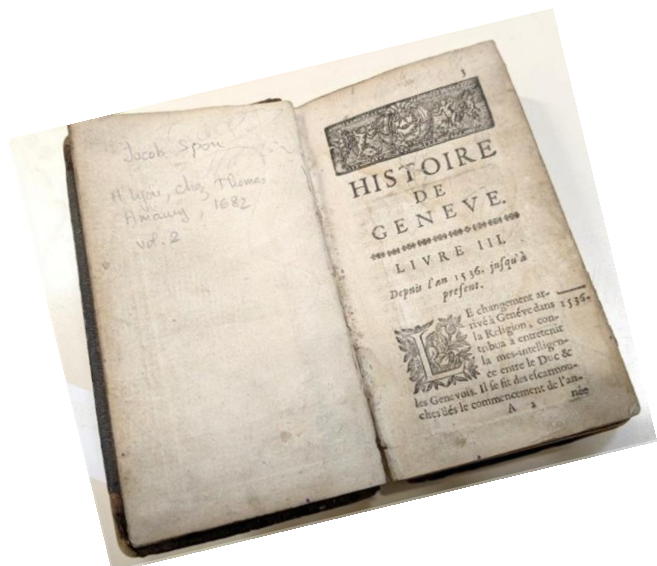 Jacob Spon
A Lyon, chez Thomas
Amaury, 1682
vol. 2
3
HISTOIRE
DE
GENEVE.
LIVRE III.
Depuis l'an 1536. jusqu'à
present.
LE changement ar-
rivé à Genéve dans
1536.
la Religion, con-
tribua à entretenir
la mes-intelligen-
ce entre le Duc &
les Genevois. Il se fit des escarmou-
ches dés le commencement de l'an-
A 2
née